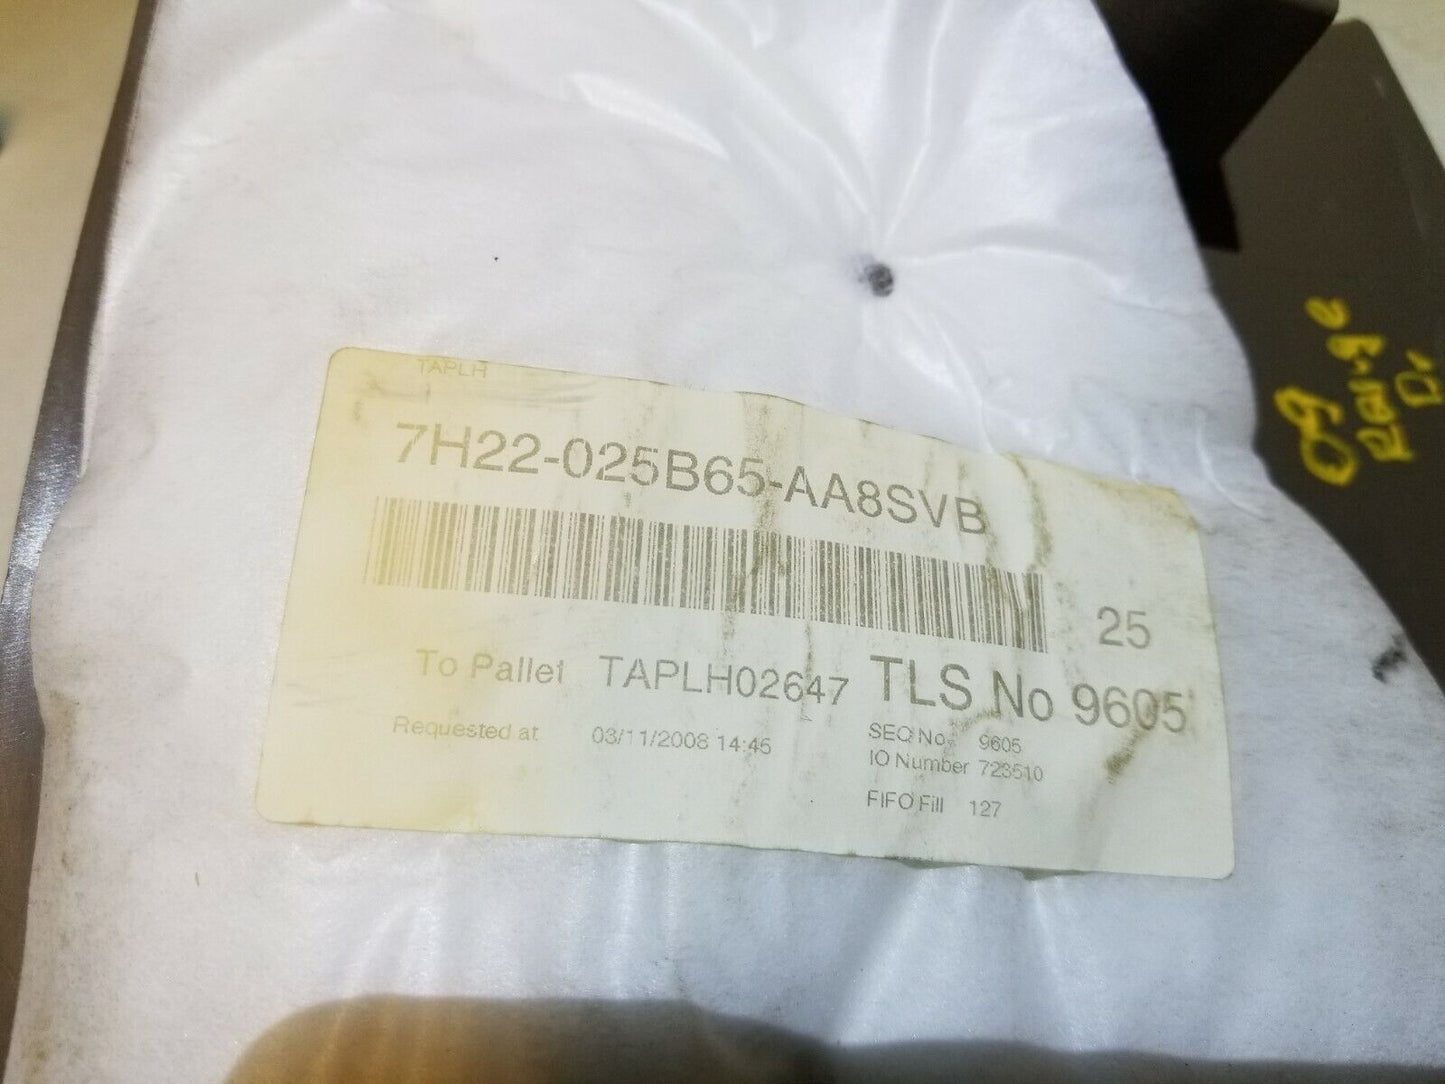 TAPLH
7H22-025B65-AA8SVB
25
To Pallet TAPLH02647 TLS No 9605
Requested at 03/11/2008 14:46
SEQ No 9605
IO Number 723510
FIFO Fill 127
09
Range